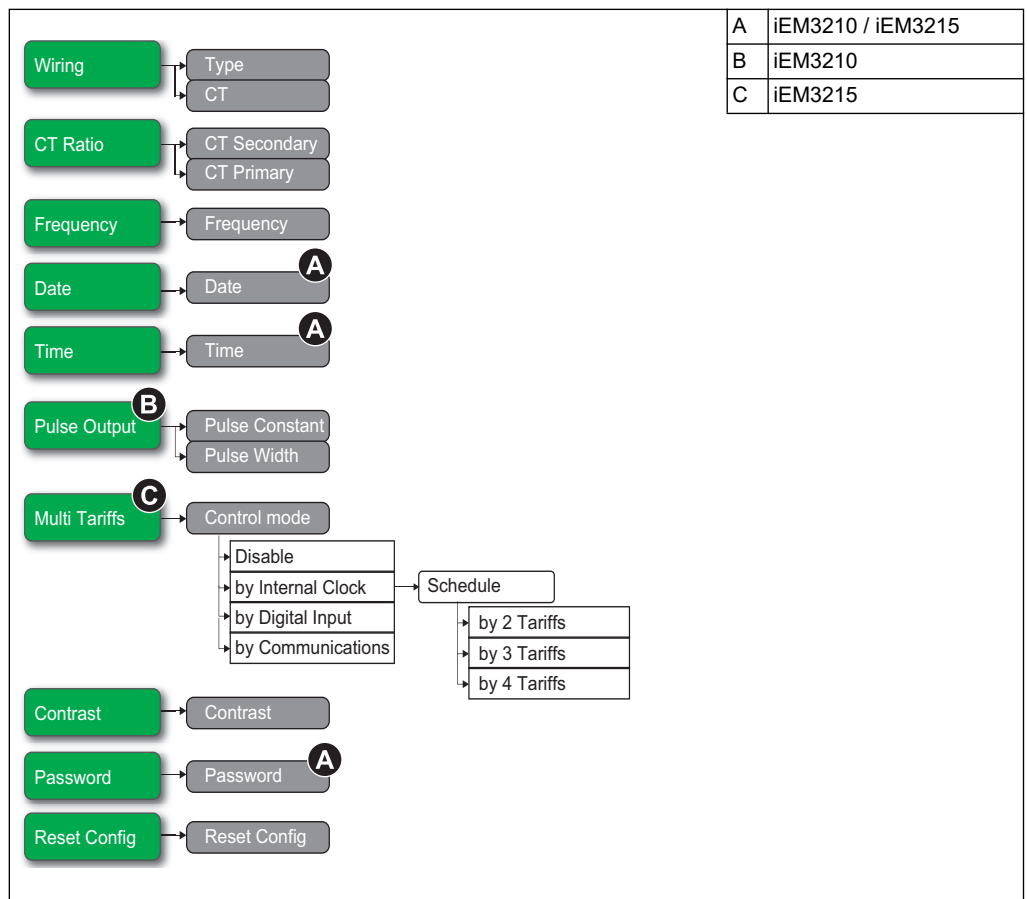 A iEM3210 / iEM3215
B iEM3210
C iEM3215
Wiring
Type
CT
CT Ratio
CT Secondary
CT Primary
Frequency
Frequency
Date
Date
A
Time
Time
A
Pulse Output
B
Pulse Constant
Pulse Width
Multi Tariffs
C
Control mode
Disable
by Internal Clock
Schedule
by Digital Input
by 2 Tariffs
by Communications
by 3 Tariffs
by 4 Tariffs
Contrast
Contrast
Password
Password
A
Reset Config
Reset Config